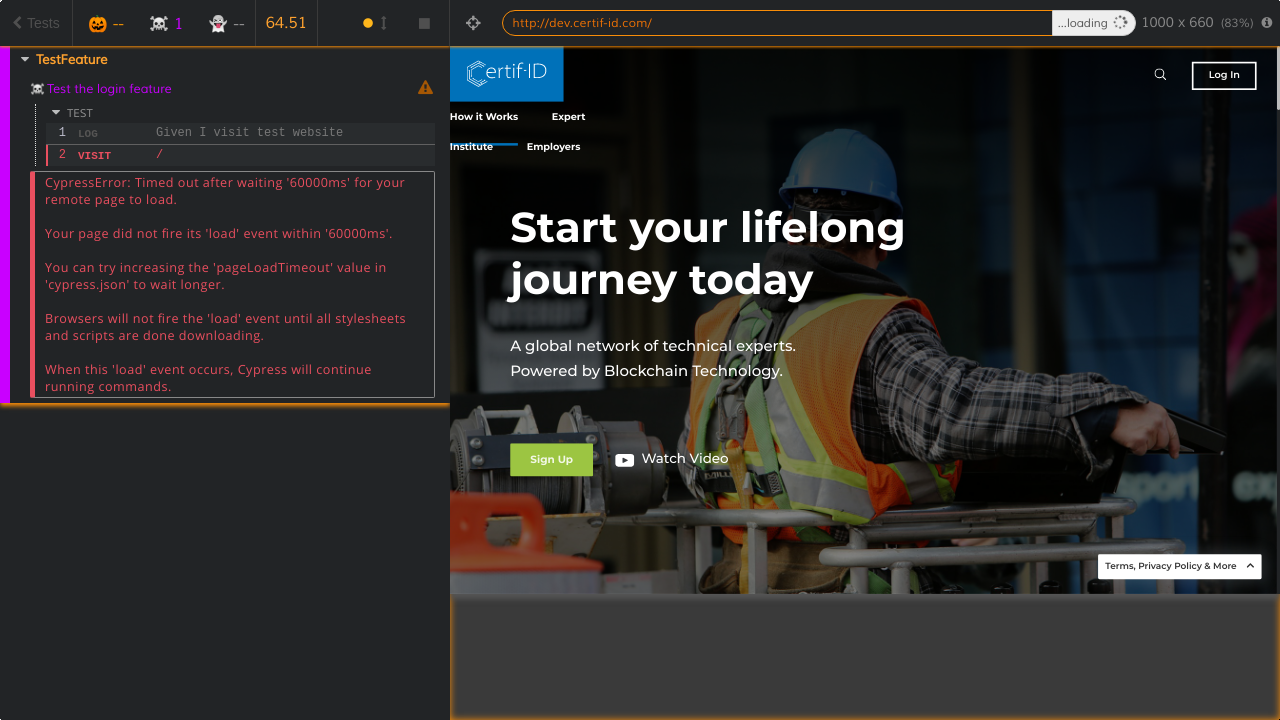 Tests
--
1
--
64.51
http://dev.certif-id.com/
...loading
1000 x 660 (83%)
TestFeature
Test the login feature
TEST
1 LOG Given I visit test website
2 VISIT /
CypressError: Timed out after waiting '60000ms' for your
remote page to load.
Your page did not fire its 'load' event within '60000ms'.
You can try increasing the 'pageLoadTimeout' value in
'cypress.json' to wait longer.
Browsers will not fire the 'load' event until all stylesheets
and scripts are done downloading.
When this 'load' event occurs, Cypress will continue
running commands.
Certif-ID
Log In
How it Works Expert
Institute Employers
Start your lifelong
journey today
A global network of technical experts.
Powered by Blockchain Technology.
Sign Up
Watch Video
Terms, Privacy Policy & More